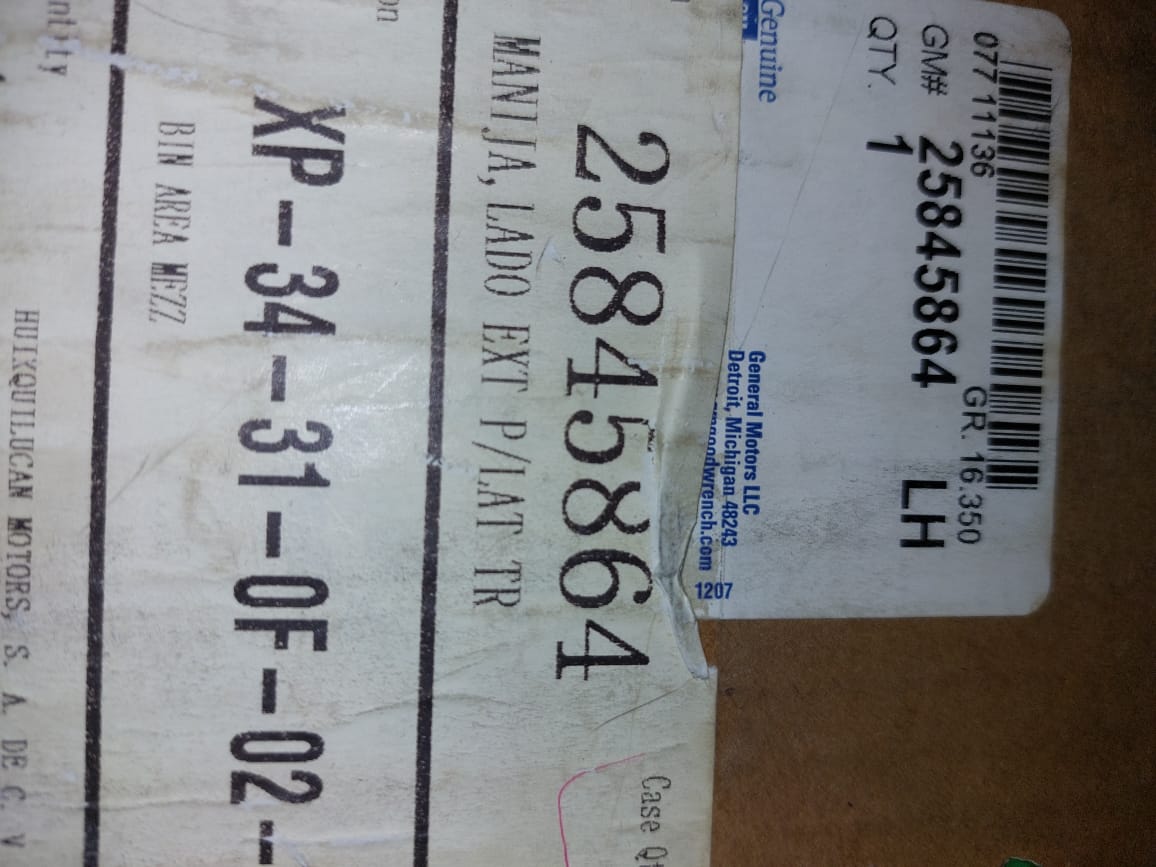 077 11136
GR. 16.350
GM# 25845864 LH
QTY. 1
Genuine
General Motors LLC
Detroit, Michigan 48243
1207
25845864
Case
MANIJA, LADO EXT P/LAT TR
XP-34-31-0F-02-
BIN AREA MEZZ
HUIXQUILUCAN MOTORS, S. A. DE C. V